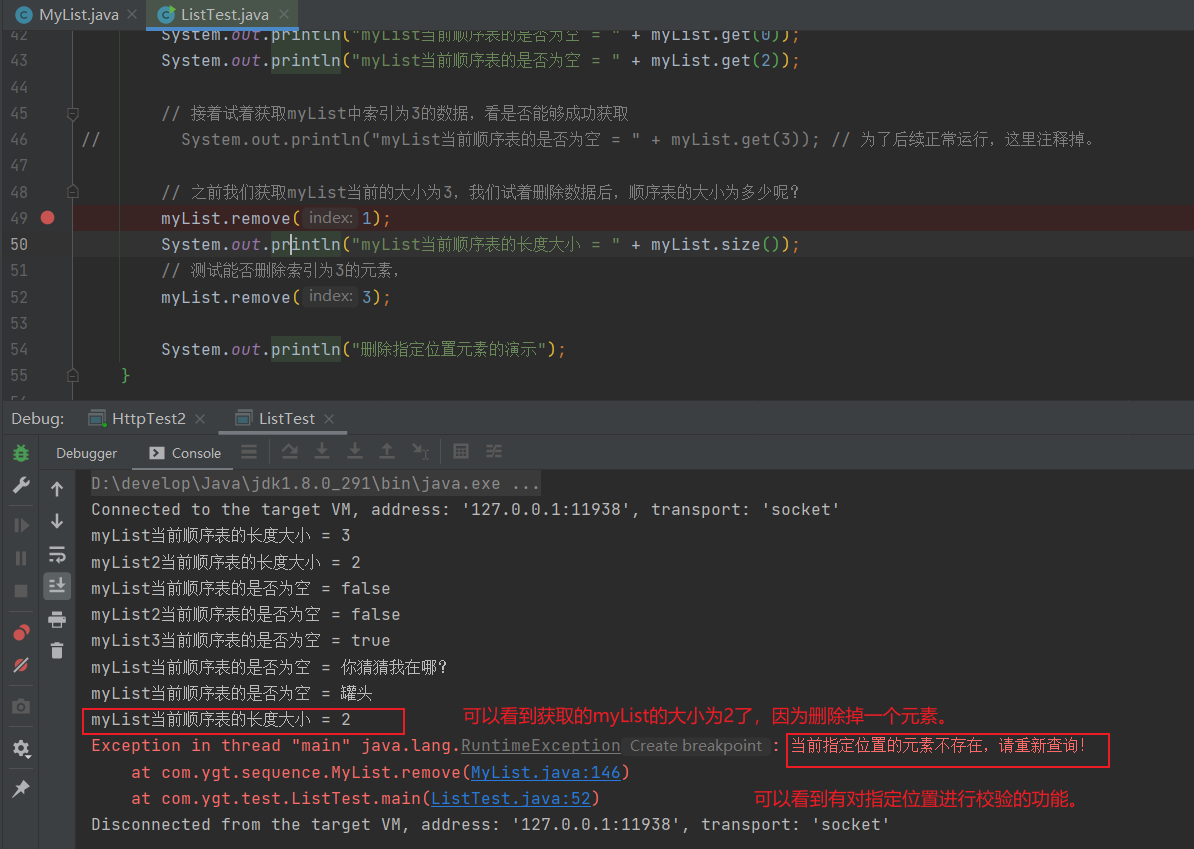 MyList.java
ListTest.java
42 System.out.println("myList当前顺序表的是否为空 = " + myList.get(0));
43 System.out.println("myList当前顺序表的是否为空 = " + myList.get(2));
44
45 // 接着试着获取myList中索引为3的数据，看是否能够成功获取
46 // System.out.println("myList当前顺序表的是否为空 = " + myList.get(3)); // 为了后续正常运行，这里注释掉。
47
48 // 之前我们获取myList当前的大小为3，我们试着删除数据后，顺序表的大小为多少呢？
49 myList.remove( index: 1);
50 System.out.println("myList当前顺序表的长度大小 = " + myList.size());
51 // 测试能否删除索引为3的元素，
52 myList.remove( index: 3);
53
54 System.out.println("删除指定位置元素的演示");
55 }
Debug: HttpTest2 ListTest
Debugger Console
D:\develop\Java\jdk1.8.0_291\bin\java.exe ...
Connected to the target VM, address: '127.0.0.1:11938', transport: 'socket'
myList当前顺序表的长度大小 = 3
myList2当前顺序表的长度大小 = 2
myList当前顺序表的是否为空 = false
myList2当前顺序表的是否为空 = false
myList3当前顺序表的是否为空 = true
myList当前顺序表的是否为空 = 你猜猜我在哪？
myList当前顺序表的是否为空 = 罐头
myList当前顺序表的长度大小 = 2
可以看到获取的myList的大小为2了，因为删除掉一个元素。
Exception in thread "main" java.lang.RuntimeException Create breakpoint : 当前指定位置的元素不存在，请重新查询！
at com.ygt.sequence.MyList.remove(MyList.java:146)
at com.ygt.test.ListTest.main(ListTest.java:52)
可以看到有对指定位置进行校验的功能。
Disconnected from the target VM, address: '127.0.0.1:11938', transport: 'socket'